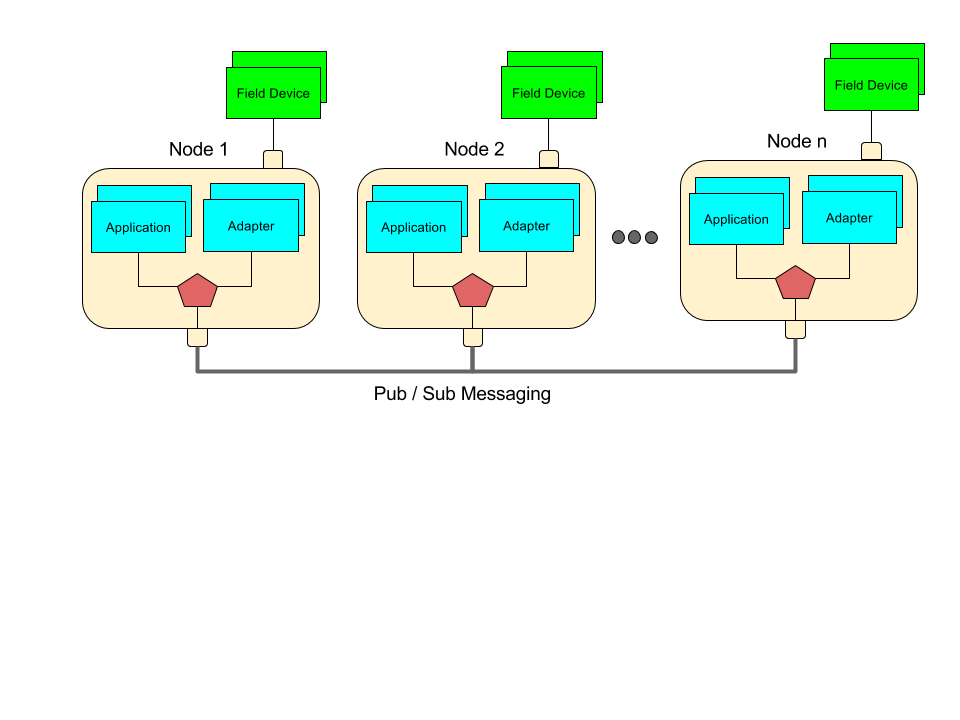 Field Device
Field Device
Field Device
Node 1
Node 2
Node n
Application
Adapter
Application
Adapter
Application
Adapter
Pub / Sub Messaging